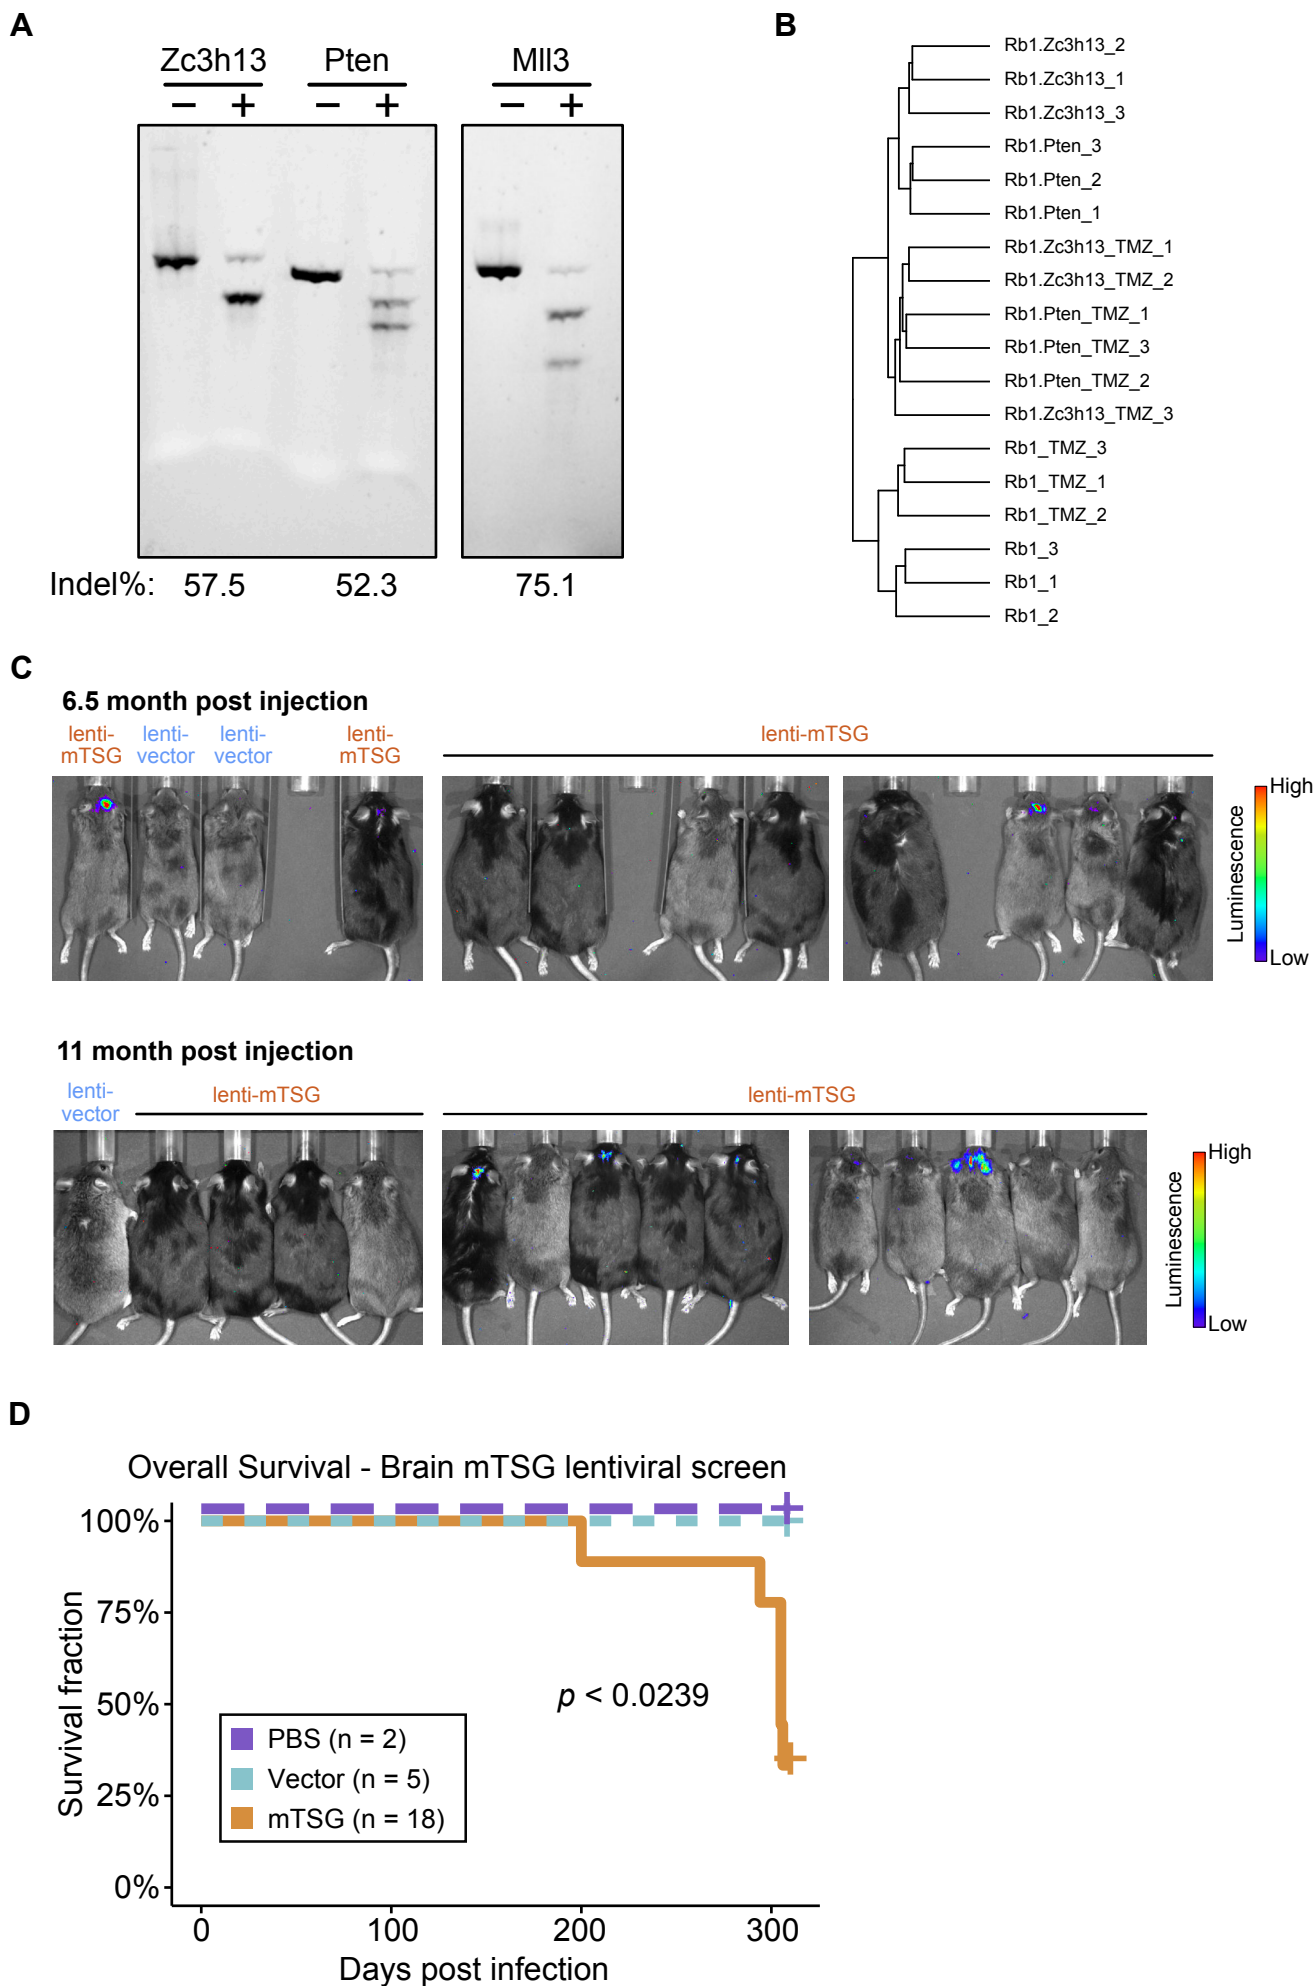 A
Zc3h13 Pten Mll3
− + − + − +
Indel%: 57.5 52.3 75.1
B
Rb1.Zc3h13_2
Rb1.Zc3h13_1
Rb1.Zc3h13_3
Rb1.Pten_3
Rb1.Pten_2
Rb1.Pten_1
Rb1.Zc3h13_TMZ_1
Rb1.Zc3h13_TMZ_2
Rb1.Pten_TMZ_1
Rb1.Pten_TMZ_3
Rb1.Pten_TMZ_2
Rb1.Zc3h13_TMZ_3
Rb1_TMZ_3
Rb1_TMZ_1
Rb1_TMZ_2
Rb1_3
Rb1_1
Rb1_2
C
6.5 month post injection
lenti-
mTSG
lenti-
vector
lenti-
vector
lenti-
mTSG
lenti-mTSG
High
Luminescence
Low
11 month post injection
lenti-
vector
lenti-mTSG
lenti-mTSG
High
Luminescence
Low
D
Overall Survival - Brain mTSG lentiviral screen
Survival fraction
100%
75%
50%
25%
0%
p < 0.0239
PBS (n = 2)
Vector (n = 5)
mTSG (n = 18)
0 100 200 300
Days post infection